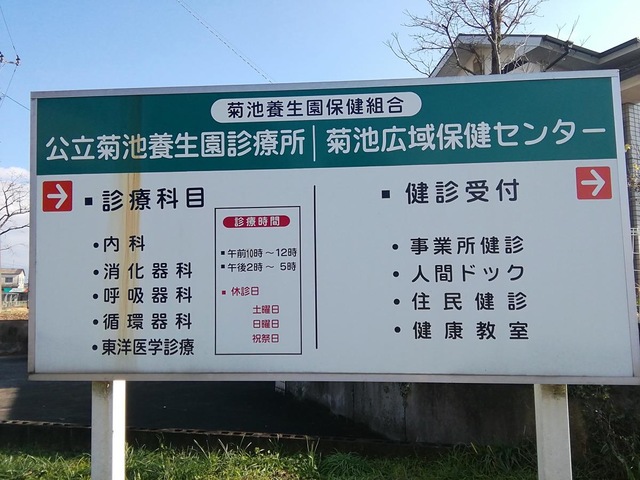 菊池養生園保健組合
公立菊池養生園診療所
菊池広域保健センター
■診療科目
・内科
・消化器科
・呼吸器科
・循環器科
・東洋医学診療
診療時間
■午前10時～12時
■午後2時～5時
■休診日
土曜日
日曜日
祝祭日
■健診受付
・事業所健診
・人間ドック
・住民健診
・健康教室